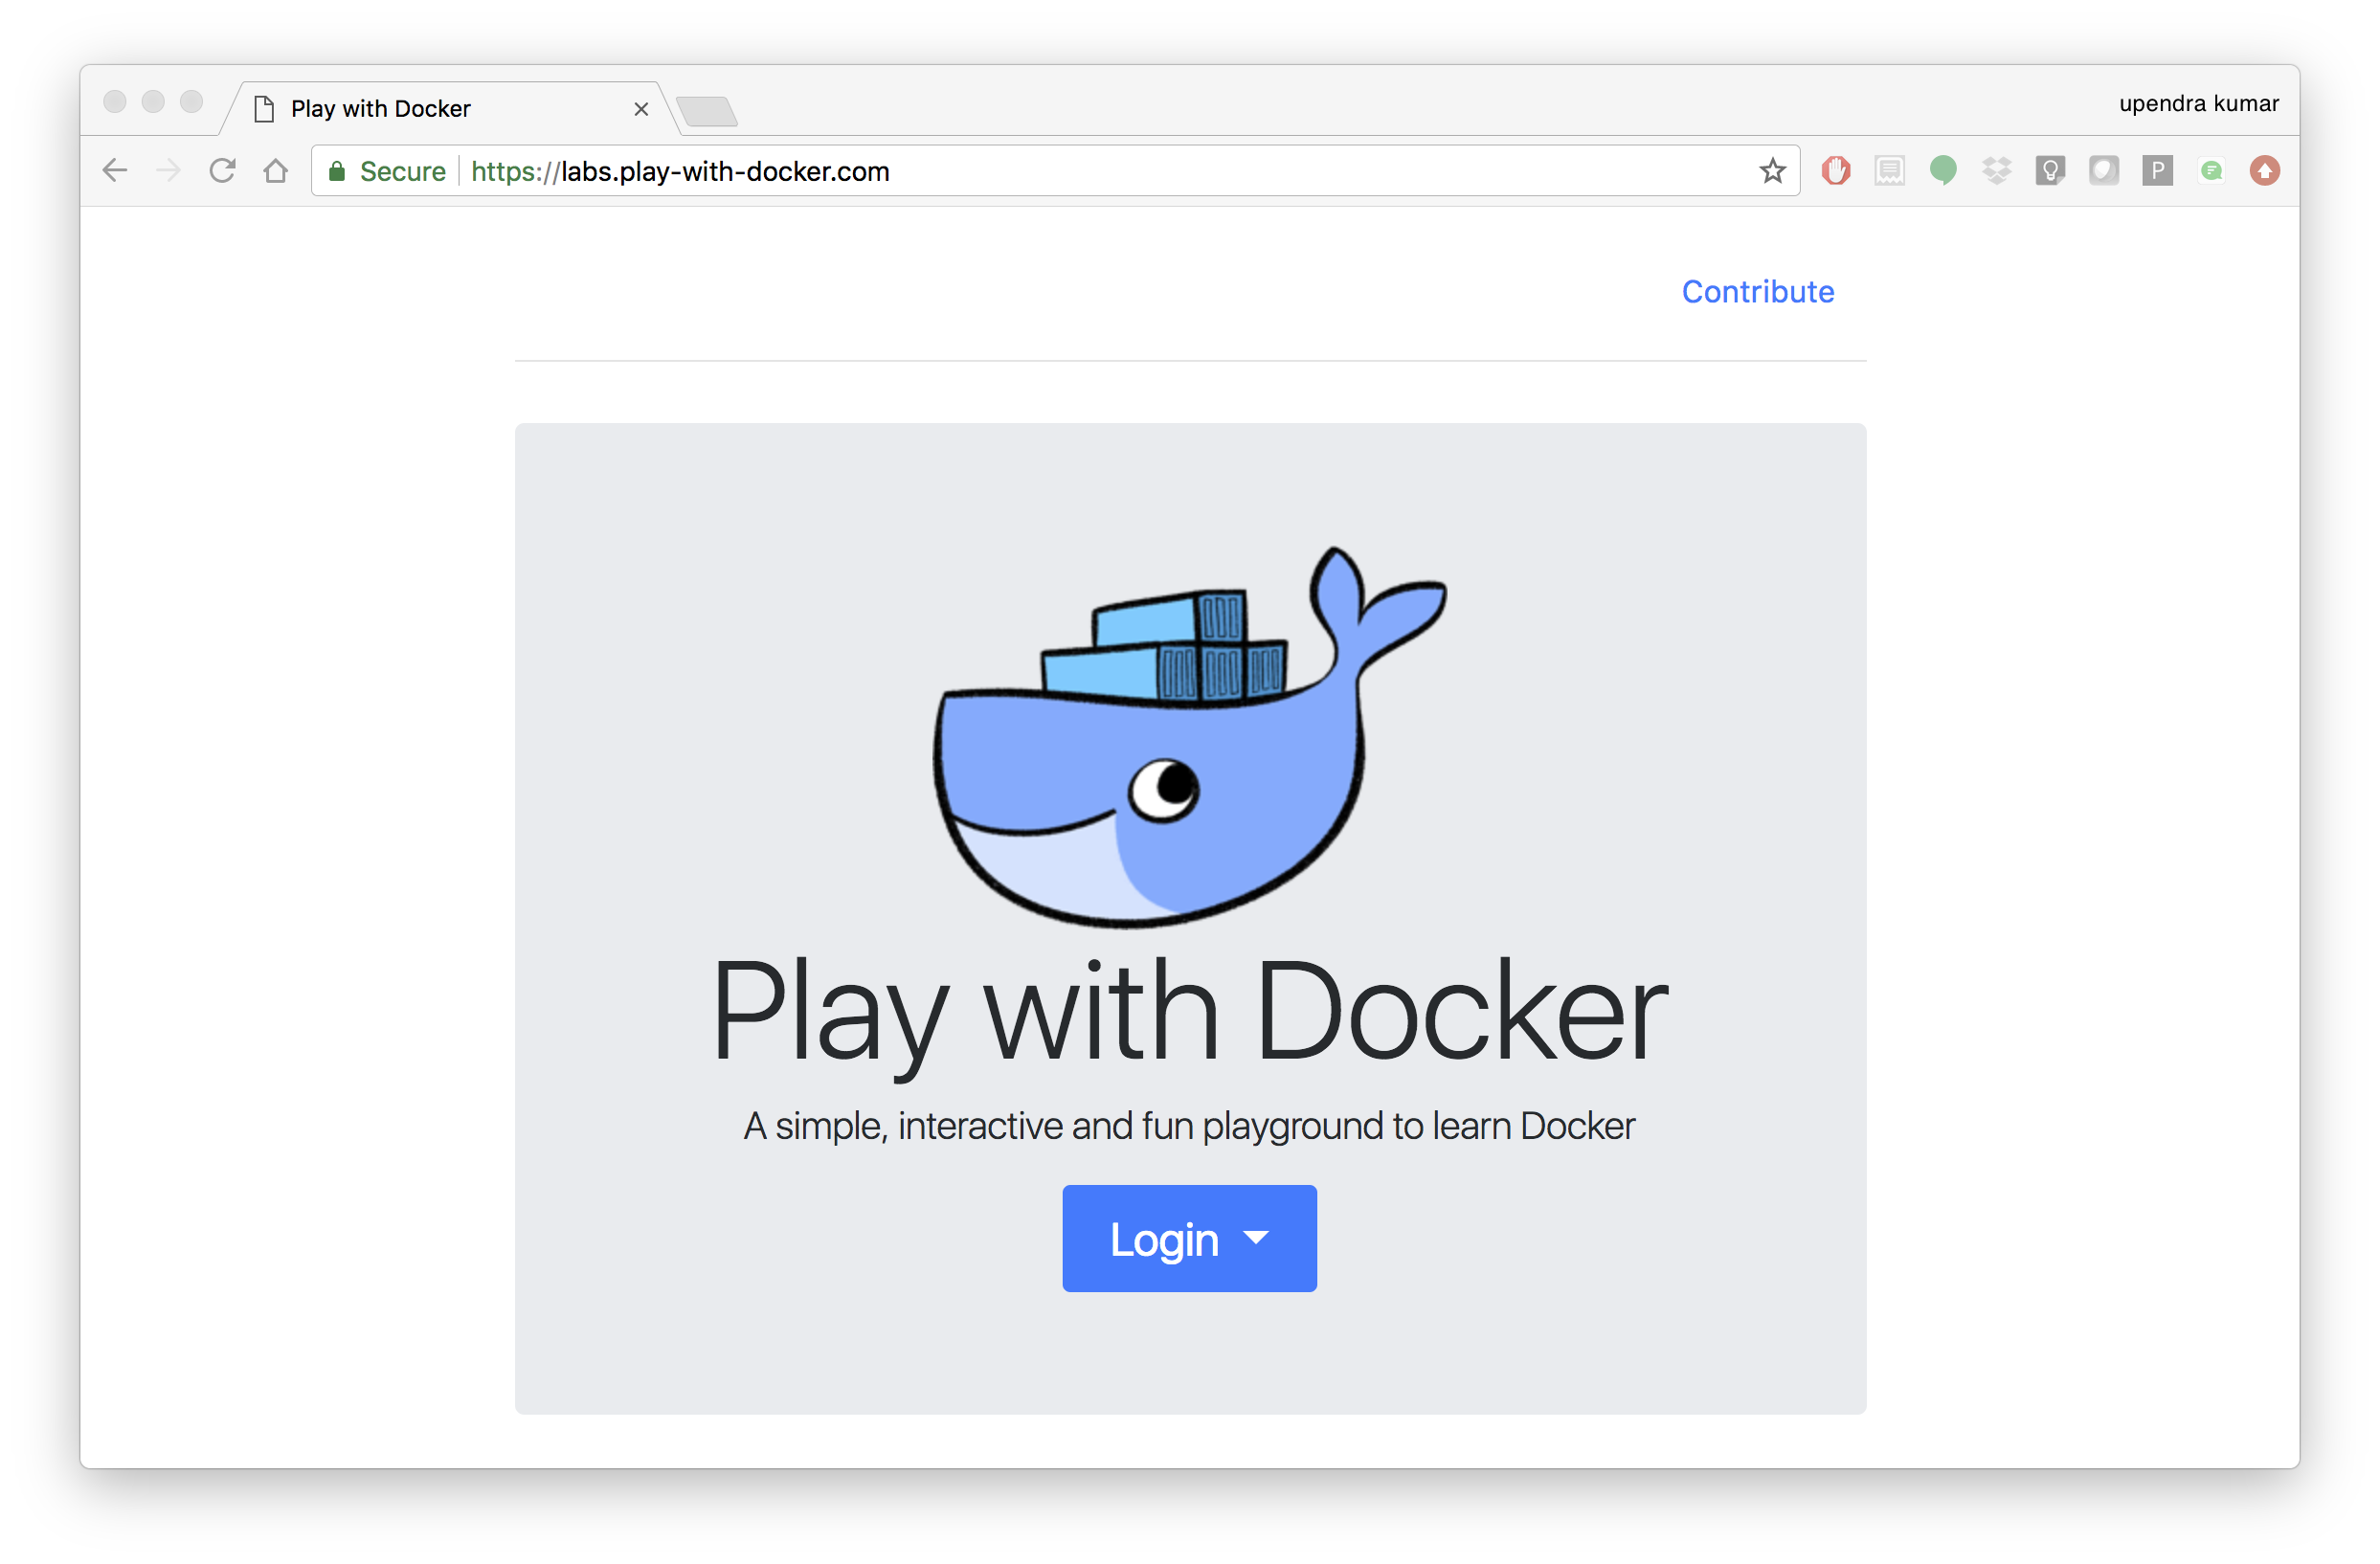 Play with Docker
upendra kumar
Secure https://labs.play-with-docker.com
P
Contribute
Play with Docker
A simple, interactive and fun playground to learn Docker
Login